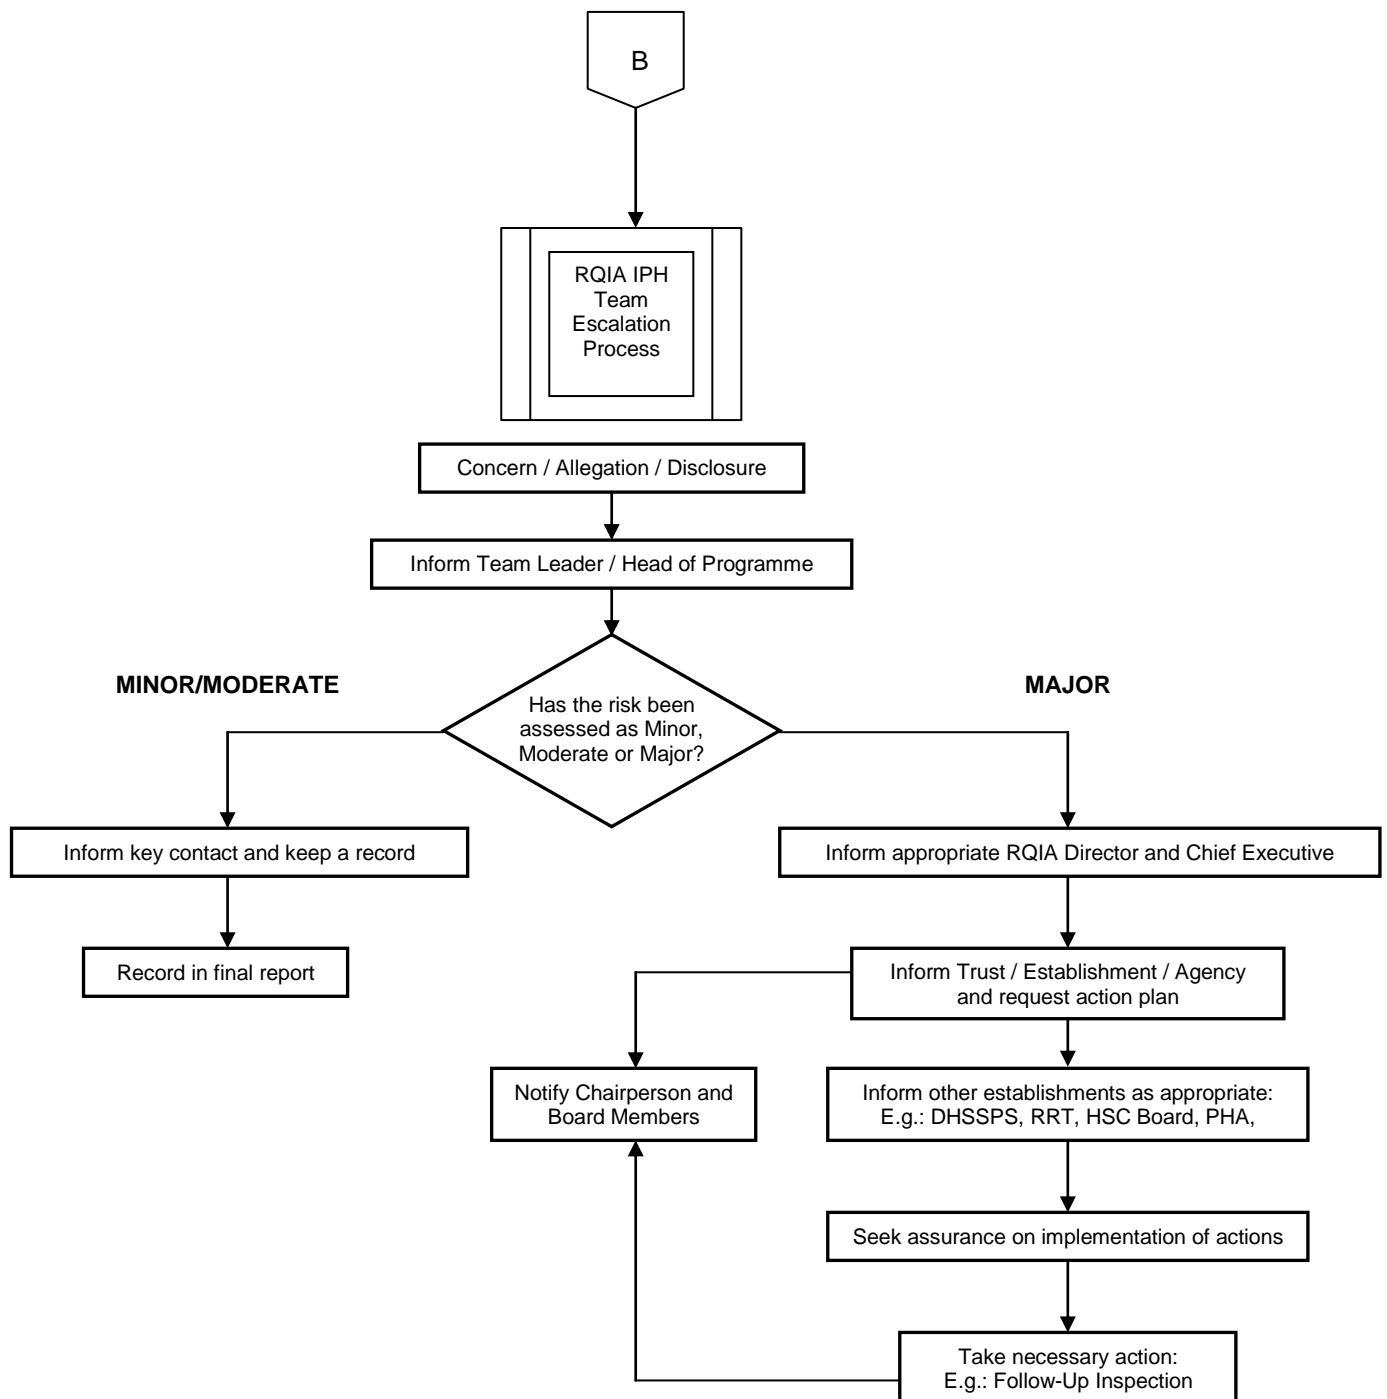 B
RQIA IPH
Team
Escalation
Process
Concern / Allegation / Disclosure
Inform Team Leader / Head of Programme
MINOR/MODERATE
MAJOR
Has the risk been
assessed as Minor,
Moderate or Major?
Inform key contact and keep a record
Inform appropriate RQIA Director and Chief Executive
Record in final report
Inform Trust / Establishment / Agency
and request action plan
Notify Chairperson and
Board Members
Inform other establishments as appropriate:
E.g.: DHSSPS, RRT, HSC Board, PHA,
Seek assurance on implementation of actions
Take necessary action:
E.g.: Follow-Up Inspection